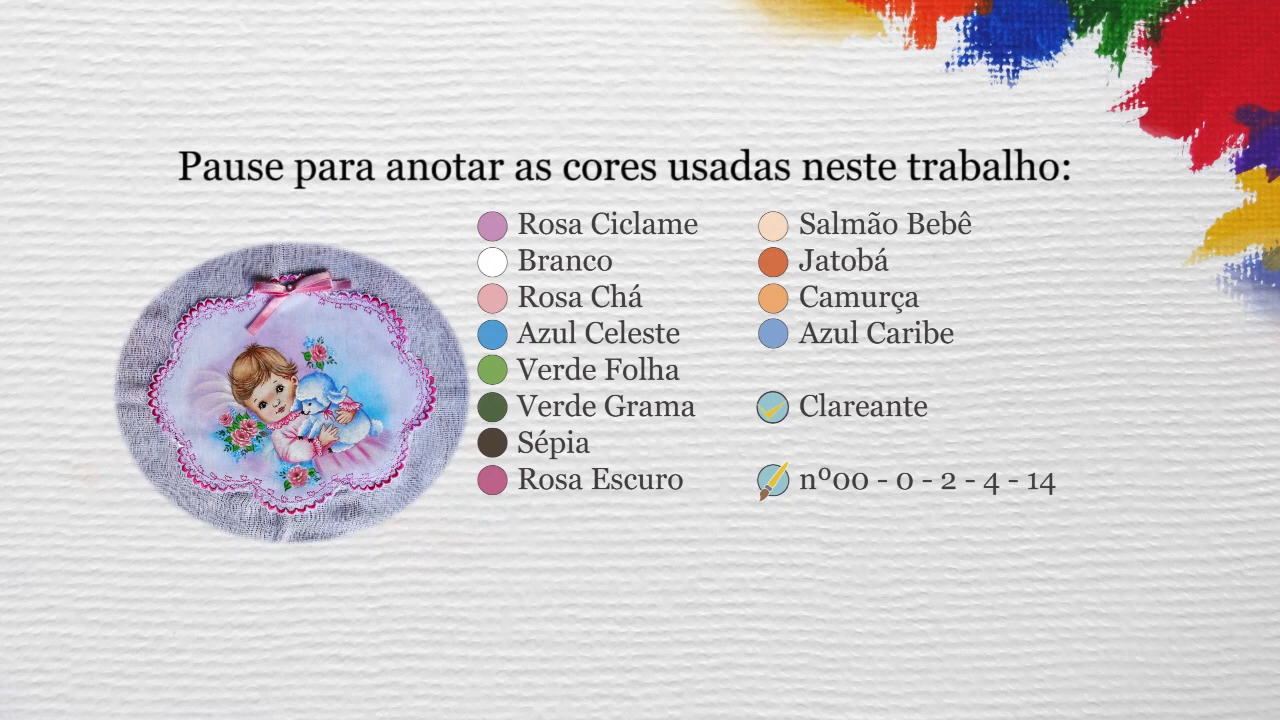 Pause para anotar as cores usadas neste trabalho:
Rosa Ciclame
Branco
Rosa Chá
Azul Celeste
Verde Folha
Verde Grama
Sépia
Rosa Escuro
Salmão Bebê
Jatobá
Camurça
Azul Caribe
Clareante
nº00 - 0 - 2 - 4 - 14